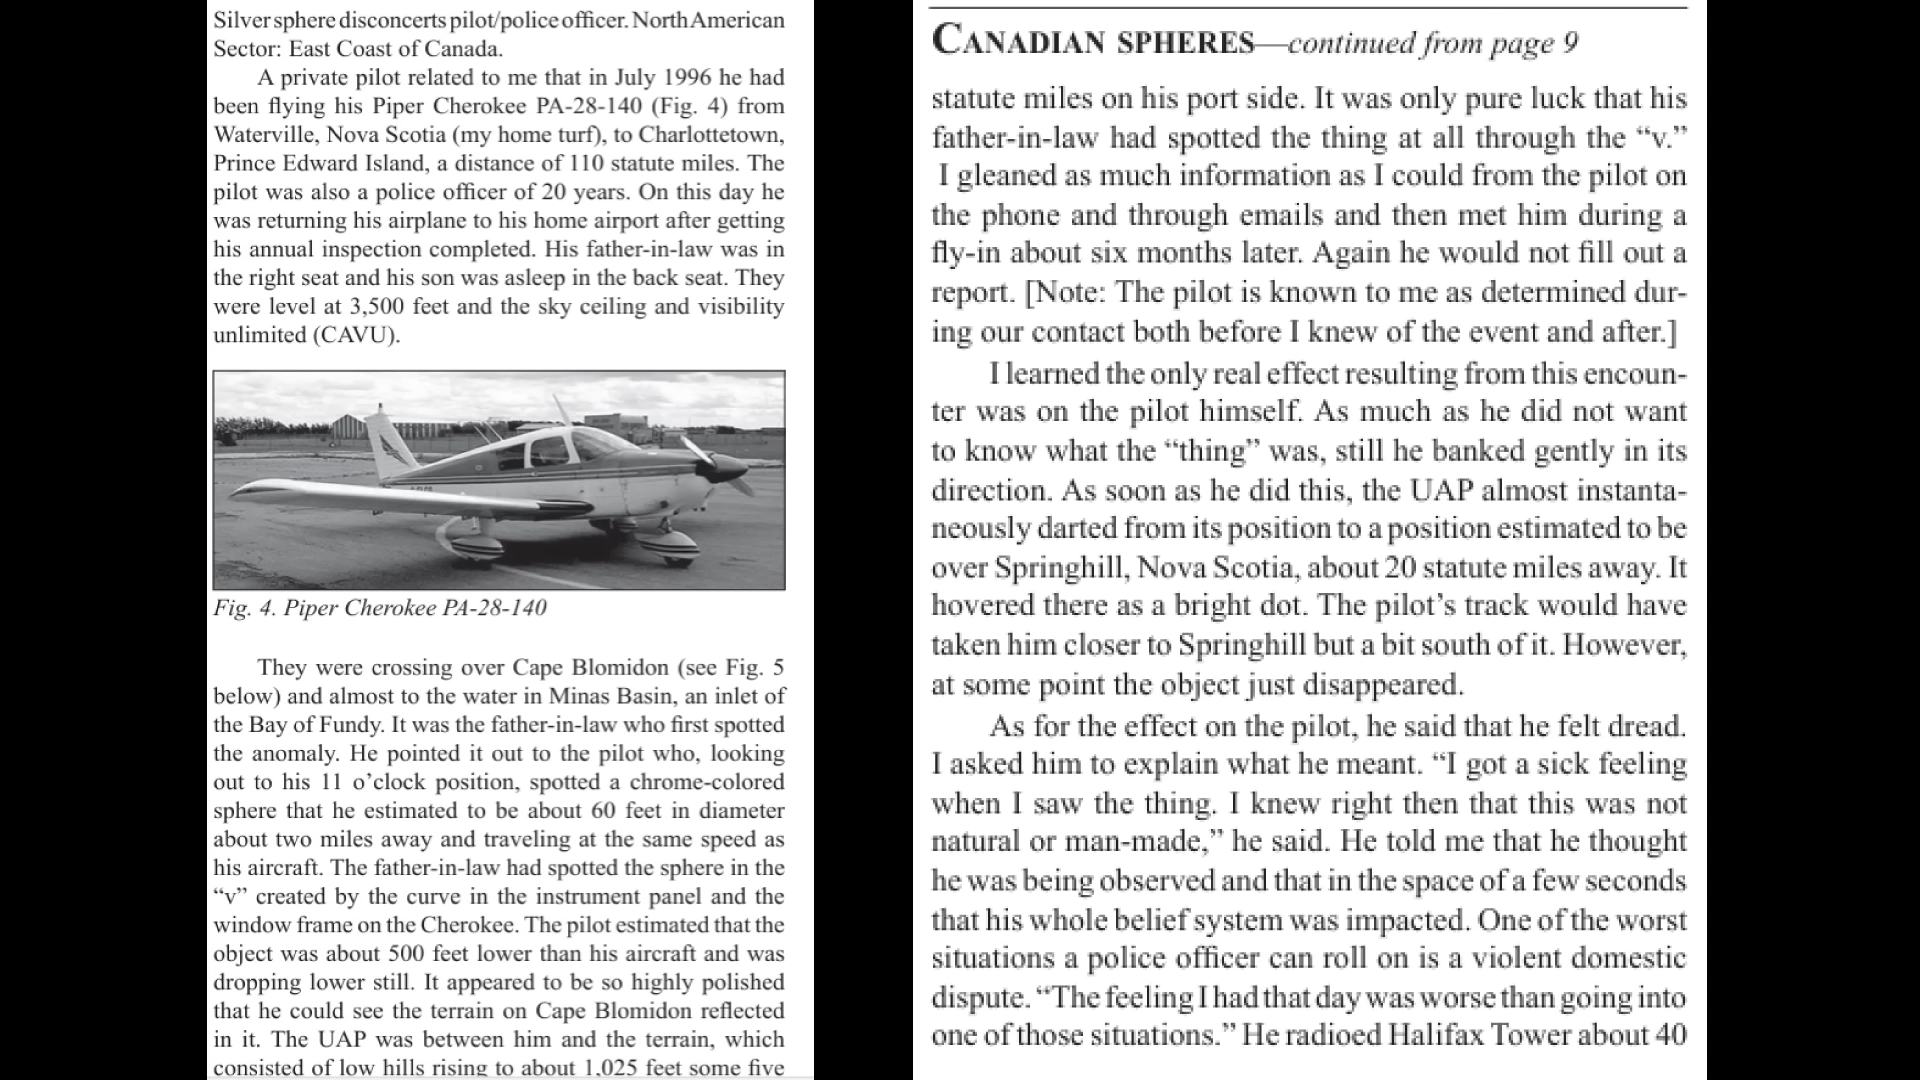 Silver sphere disconcerts pilot/police officer. North American
Sector: East Coast of Canada.
A private pilot related to me that in July 1996 he had
been flying his Piper Cherokee PA-28-140 (Fig. 4) from
Waterville, Nova Scotia (my home turf), to Charlottetown,
Prince Edward Island, a distance of 110 statute miles. The
pilot was also a police officer of 20 years. On this day he
was returning his airplane to his home airport after getting
his annual inspection completed. His father-in-law was in
the right seat and his son was asleep in the back seat. They
were level at 3,500 feet and the sky ceiling and visibility
unlimited (CAVU).
Fig. 4. Piper Cherokee PA-28-140
They were crossing over Cape Blomidon (see Fig. 5
below) and almost to the water in Minas Basin, an inlet of
the Bay of Fundy. It was the father-in-law who first spotted
the anomaly. He pointed it out to the pilot who, looking
out to his 11 o’clock position, spotted a chrome-colored
sphere that he estimated to be about 60 feet in diameter
about two miles away and traveling at the same speed as
his aircraft. The father-in-law had spotted the sphere in the
“v” created by the curve in the instrument panel and the
window frame on the Cherokee. The pilot estimated that the
object was about 500 feet lower than his aircraft and was
dropping lower still. It appeared to be so highly polished
that he could see the terrain on Cape Blomidon reflected
in it. The UAP was between him and the terrain, which
consisted of low hills rising to about 1,025 feet some five
CANADIAN SPHERES—continued from page 9
statute miles on his port side. It was only pure luck that his
father-in-law had spotted the thing at all through the “v.”
I gleaned as much information as I could from the pilot on
the phone and through emails and then met him during a
fly-in about six months later. Again he would not fill out a
report. [Note: The pilot is known to me as determined dur-
ing our contact both before I knew of the event and after.]
I learned the only real effect resulting from this encoun-
ter was on the pilot himself. As much as he did not want
to know what the “thing” was, still he banked gently in its
direction. As soon as he did this, the UAP almost instanta-
neously darted from its position to a position estimated to be
over Springhill, Nova Scotia, about 20 statute miles away. It
hovered there as a bright dot. The pilot’s track would have
taken him closer to Springhill but a bit south of it. However,
at some point the object just disappeared.
As for the effect on the pilot, he said that he felt dread.
I asked him to explain what he meant. “I got a sick feeling
when I saw the thing. I knew right then that this was not
natural or man-made,” he said. He told me that he thought
he was being observed and that in the space of a few seconds
that his whole belief system was impacted. One of the worst
situations a police officer can roll on is a violent domestic
dispute. “The feeling I had that day was worse than going into
one of those situations.” He radioed Halifax Tower about 40